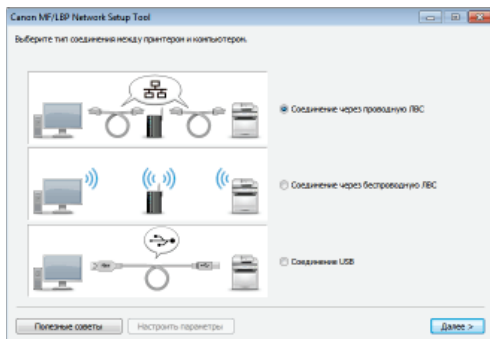 Canon MF/LBP Network Setup Tool
Выберите тип соединения между принтером и компьютером.
Соединение через проводную ЛВС
Соединение через беспроводную ЛВС
Соединение USB
Полезные советы
Настроить параметры
Далее >